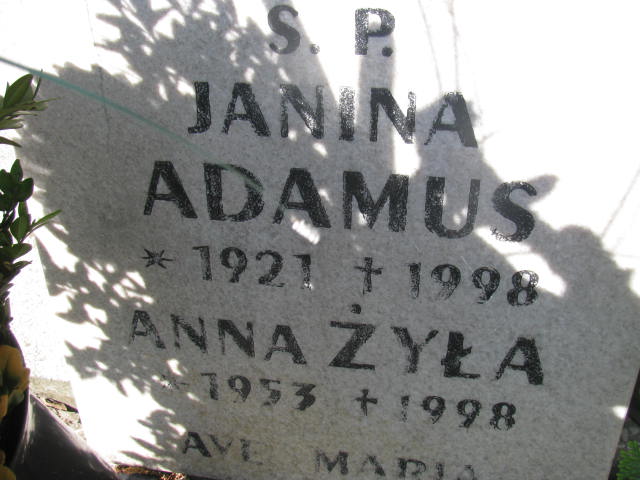 S. P.
JANINA
ADAMUS
* 1921 † 1998
ANNA ŻYŁA
* 1953 † 1998
AVE MARIA